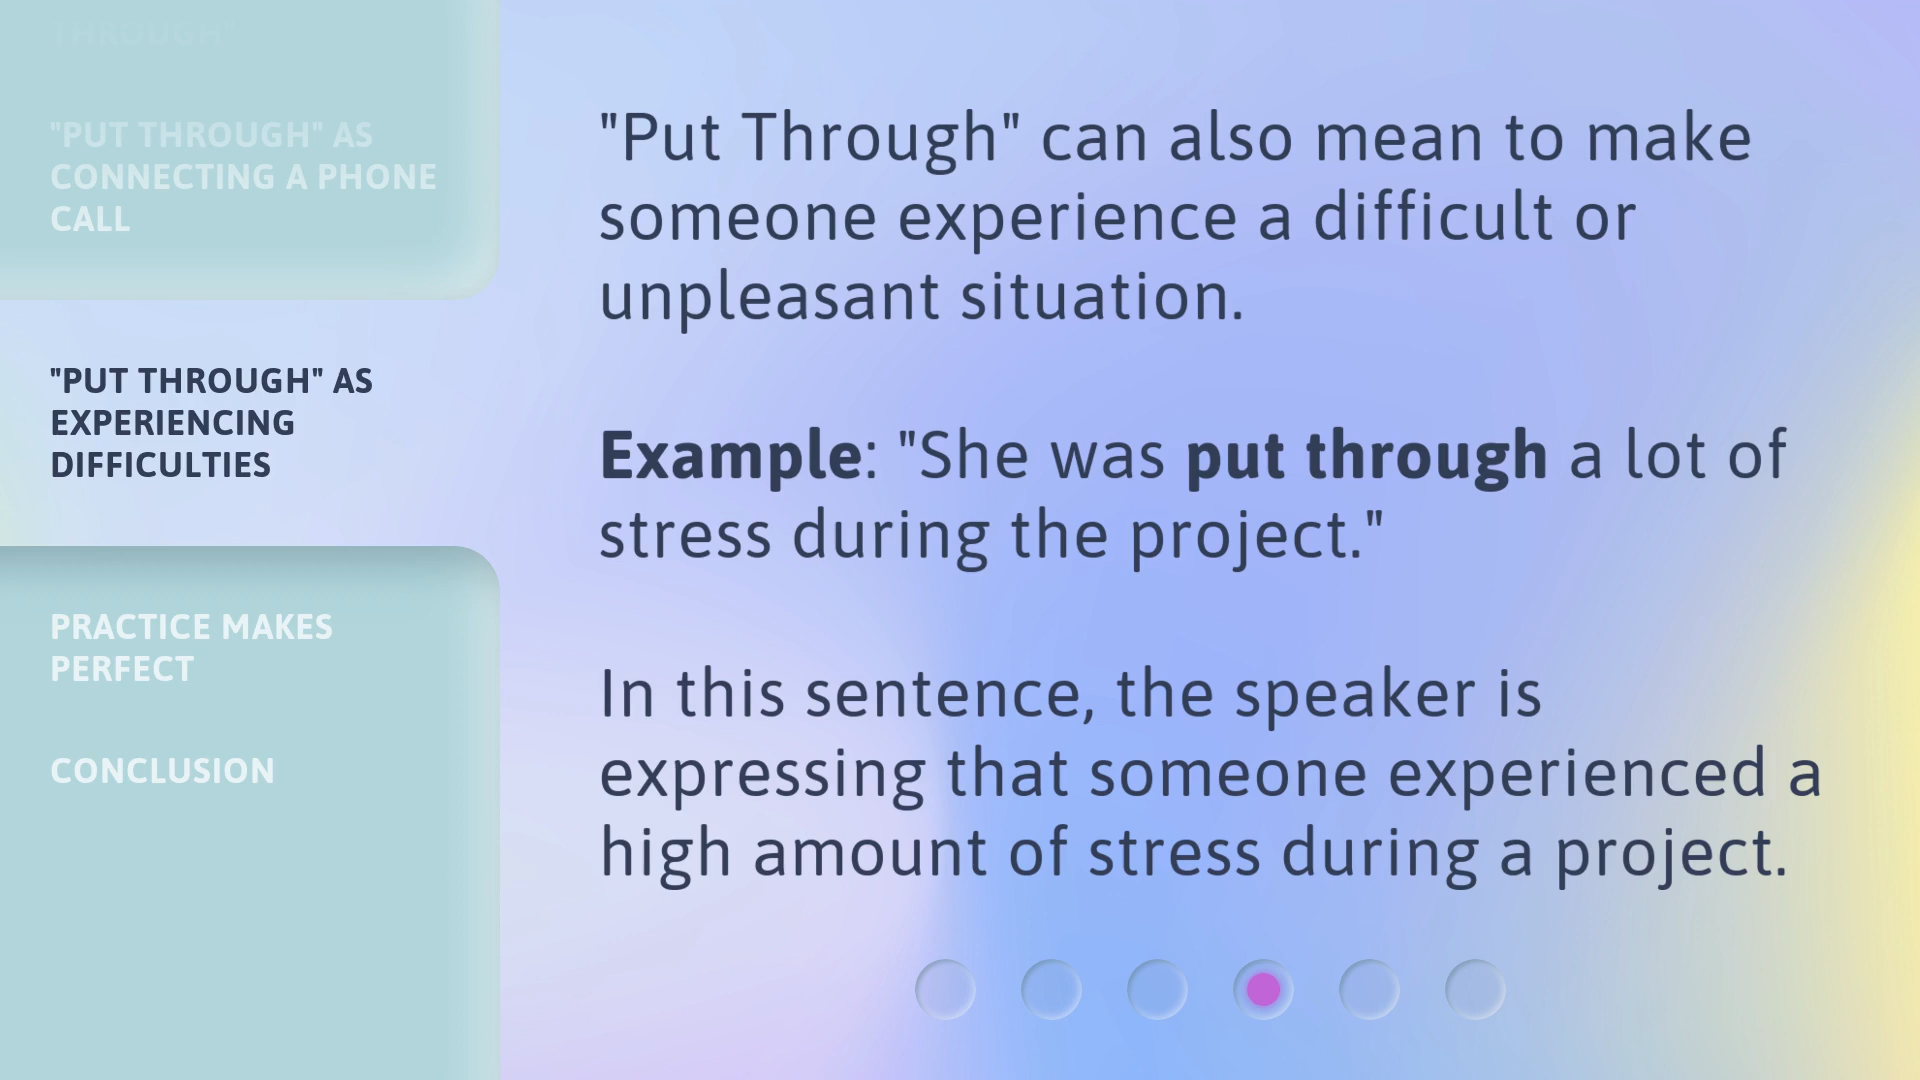 THROUGH"
"PUT THROUGH" AS
CONNECTING A PHONE
CALL
"PUT THROUGH" AS
EXPERIENCING
DIFFICULTIES
PRACTICE MAKES
PERFECT
CONCLUSION
"Put Through" can also mean to make
someone experience a difficult or
unpleasant situation.
Example: "She was put through a lot of
stress during the project."
In this sentence, the speaker is
expressing that someone experienced a
high amount of stress during a project.